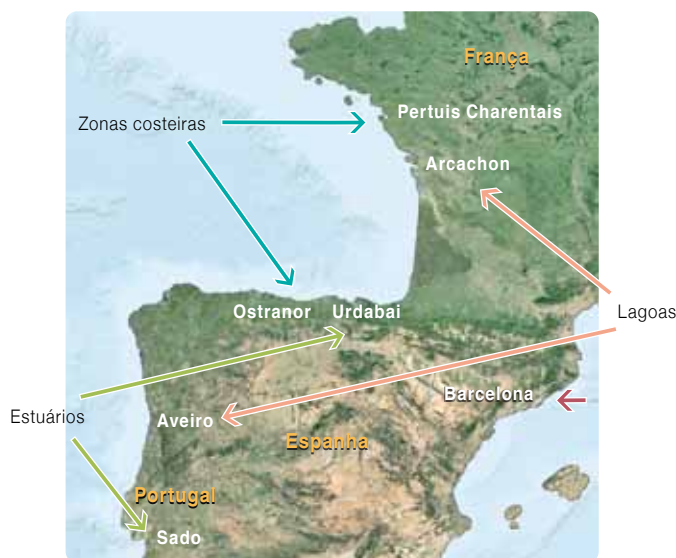 França
Pertuis Charentais
Zonas costeiras
Arcachon
Ostranor
Urdabai
Lagoas
Barcelona
Estuários
Aveiro
Espanha
Portugal
Sado